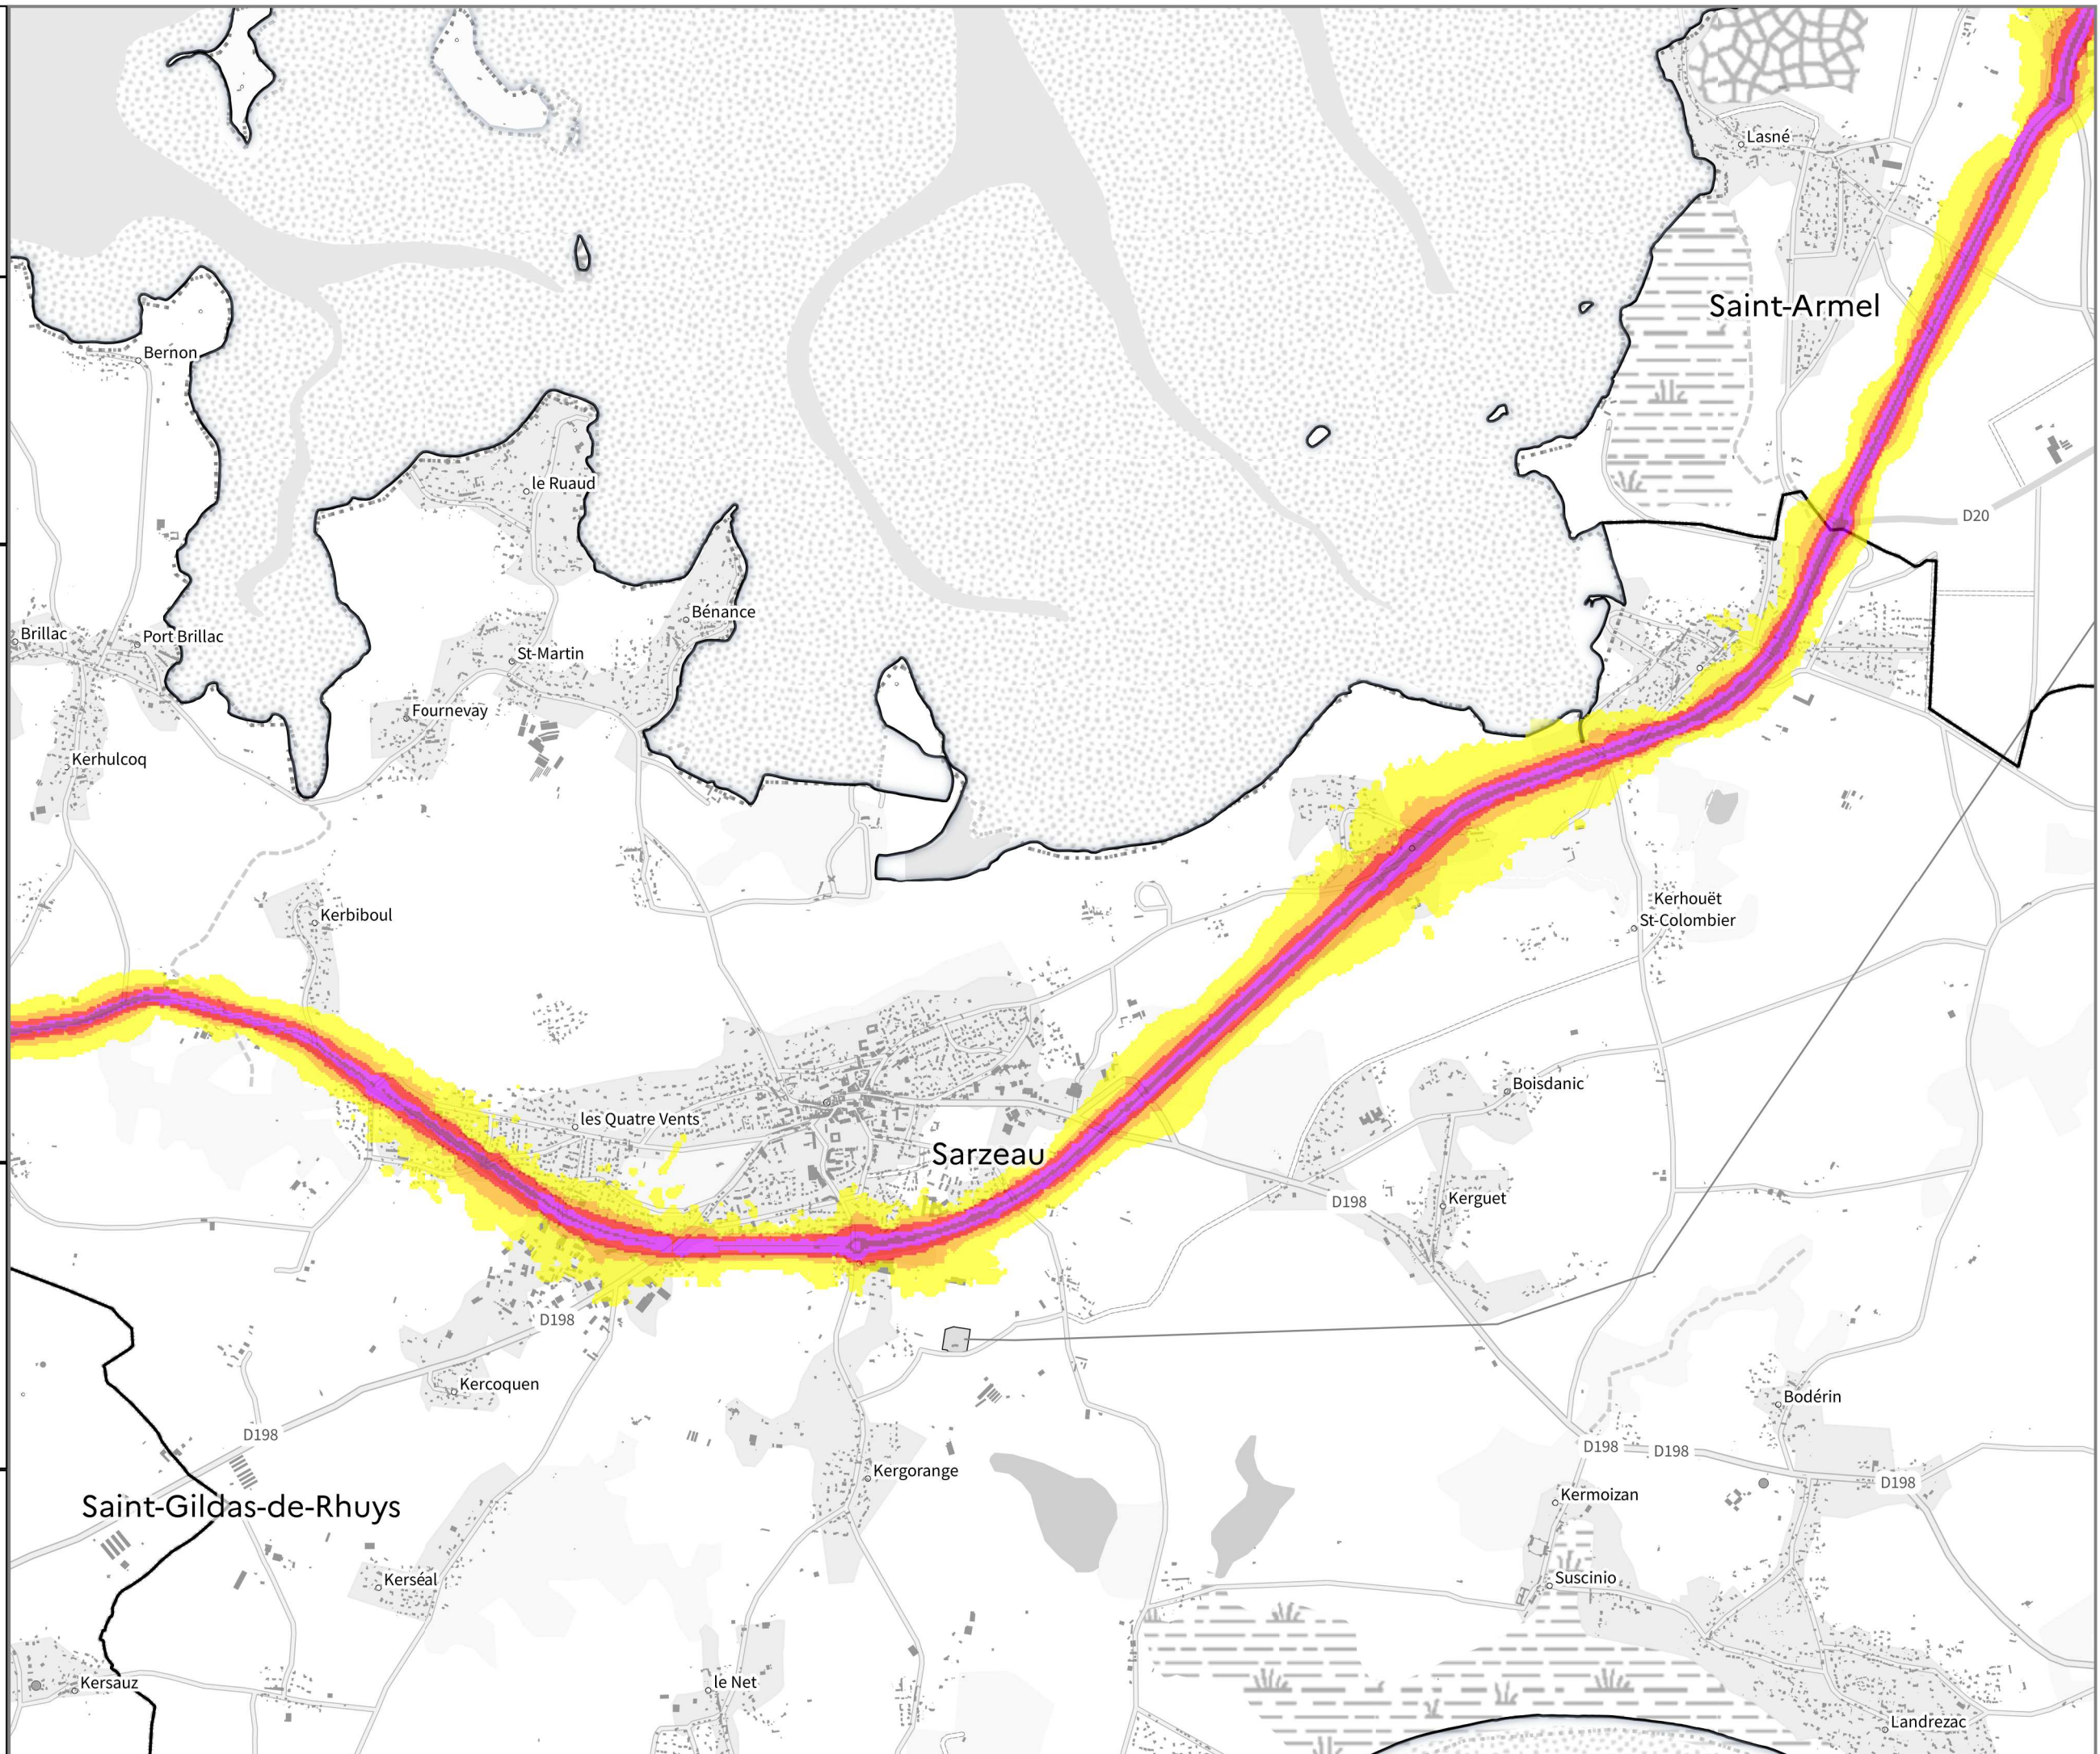 Lasné
Saint-Armel
Bernon
le Ruaud
D20
Bénance
Brillac
Port Brillac
St-Martin
Fournevay
Kerhulcoq
Kerhouët
St-Colombier
Kerbiboul
Boisdanic
les Quatre Vents
Sarzeau
D198
Kerguet
D198
Kercoquen
Bodérin
D198
D198
D198
Kergorange
D198
Kermoizan
Saint-Gildas-de-Rhuys
Kerséal
Suscinio
Kersauz
le Net
Landrezac